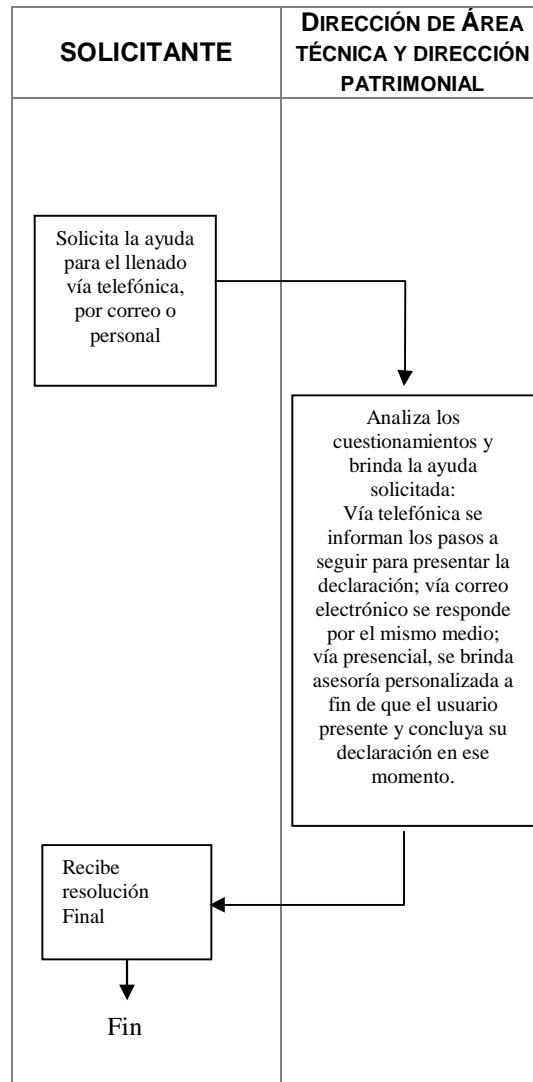 SOLICITANTE
DIRECCIÓN DE ÁREA
TÉCNICA Y DIRECCIÓN
PATRIMONIAL
Solicita la ayuda
para el llenado
vía telefónica,
por correo o
personal
Analiza los
cuestionamientos y
brinda la ayuda
solicitada:
Vía telefónica se
informan los pasos a
seguir para presentar la
declaración; vía correo
electrónico se responde
por el mismo medio;
vía presencial, se brinda
asesoría personalizada a
fin de que el usuario
presente y concluya su
declaración en ese
momento.
Recibe
resolución
Final
Fin